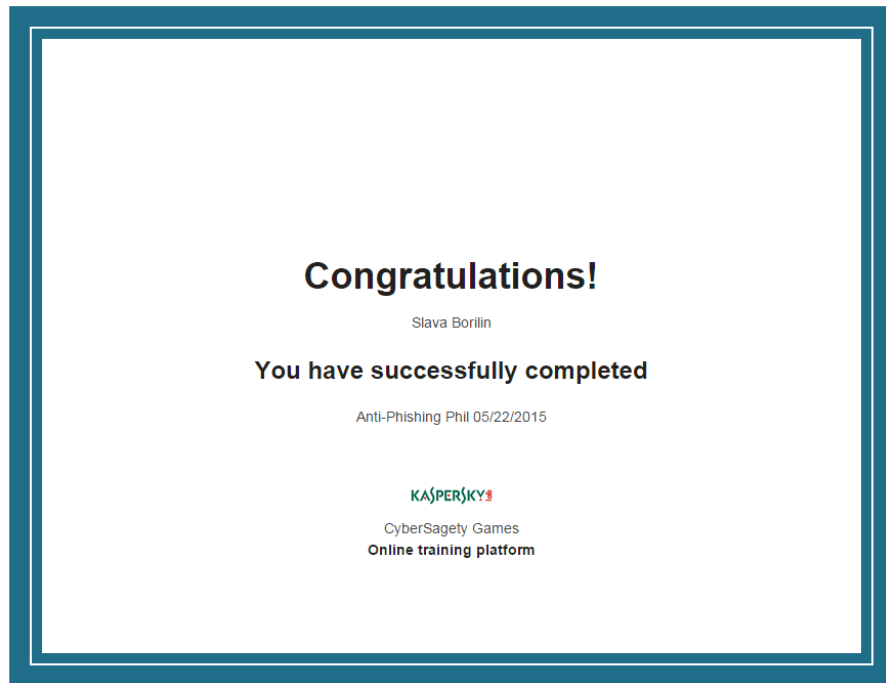 Congratulations!
Slava Borilin
You have successfully completed
Anti-Phishing Phil 05/22/2015
KASPERSKY
CyberSagety Games
Online training platform